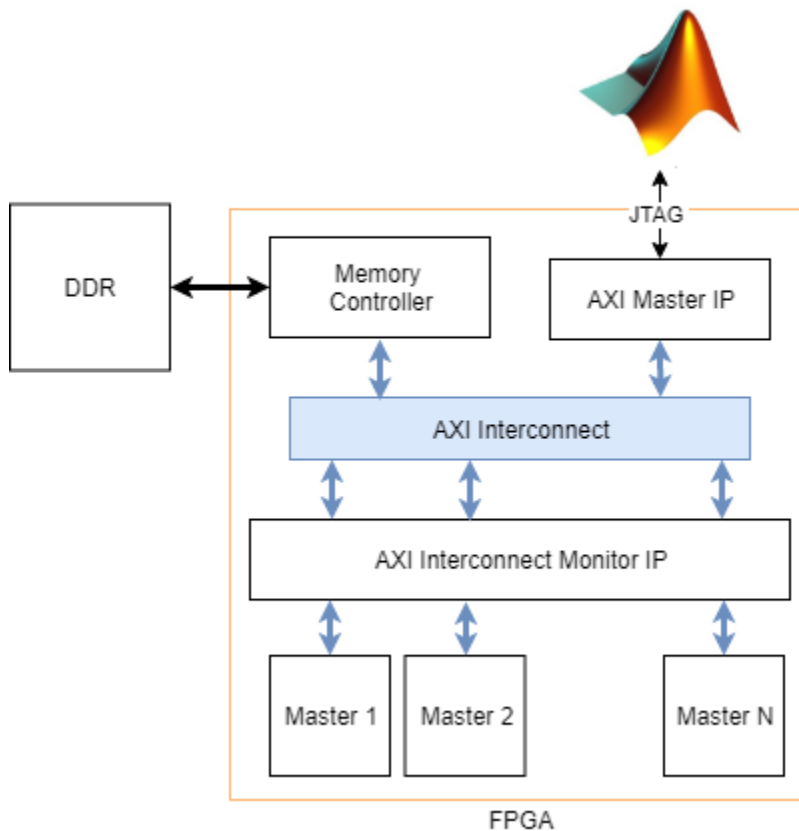 JTAG
DDR
Memory
Controller
AXI Master IP
AXI Interconnect
AXI Interconnect Monitor IP
Master 1
Master 2
Master N
FPGA